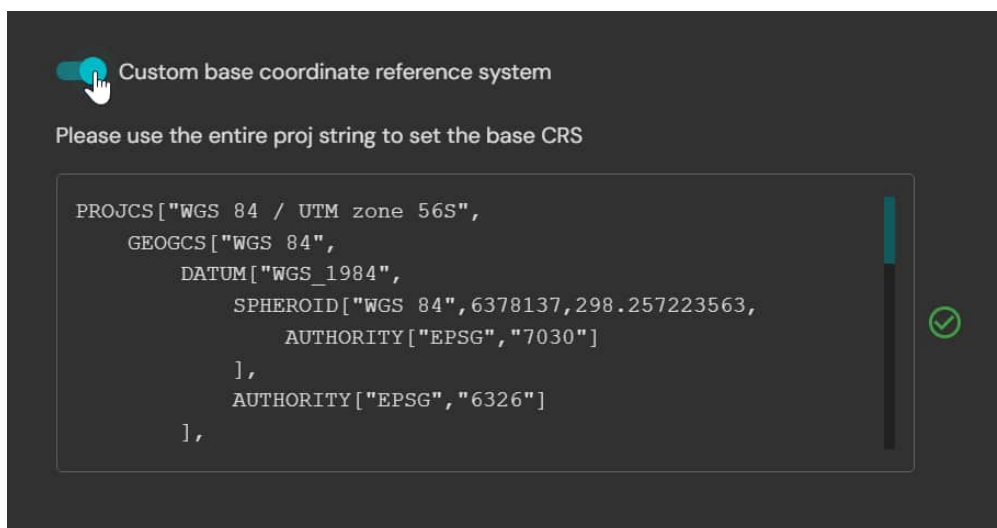 Custom base coordinate reference system
Please use the entire proj string to set the base CRS
PROJCS["WGS 84 / UTM zone 56S",
GEOGCS["WGS 84",
DATUM["WGS_1984",
SPHEROID["WGS 84",6378137,298.257223563,
AUTHORITY["EPSG","7030"]
],
AUTHORITY["EPSG","6326"]
],